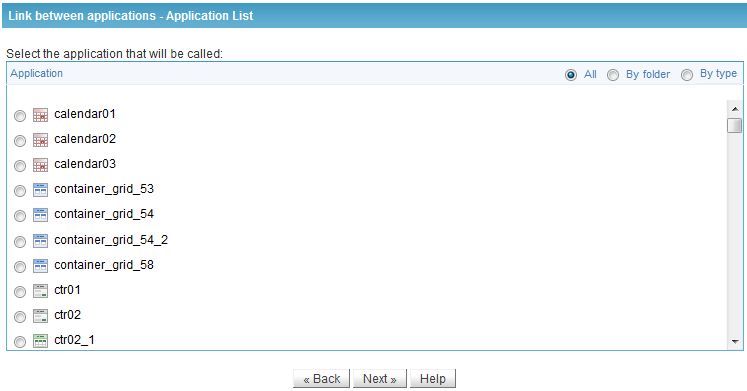 Link between applications - Application List
Select the application that will be called:
Application All By folder By type
calendar01
calendar02
calendar03
container_grid_53
container_grid_54
container_grid_54_2
container_grid_58
ctr01
ctr02
ctr02_1
« Back Next » Help